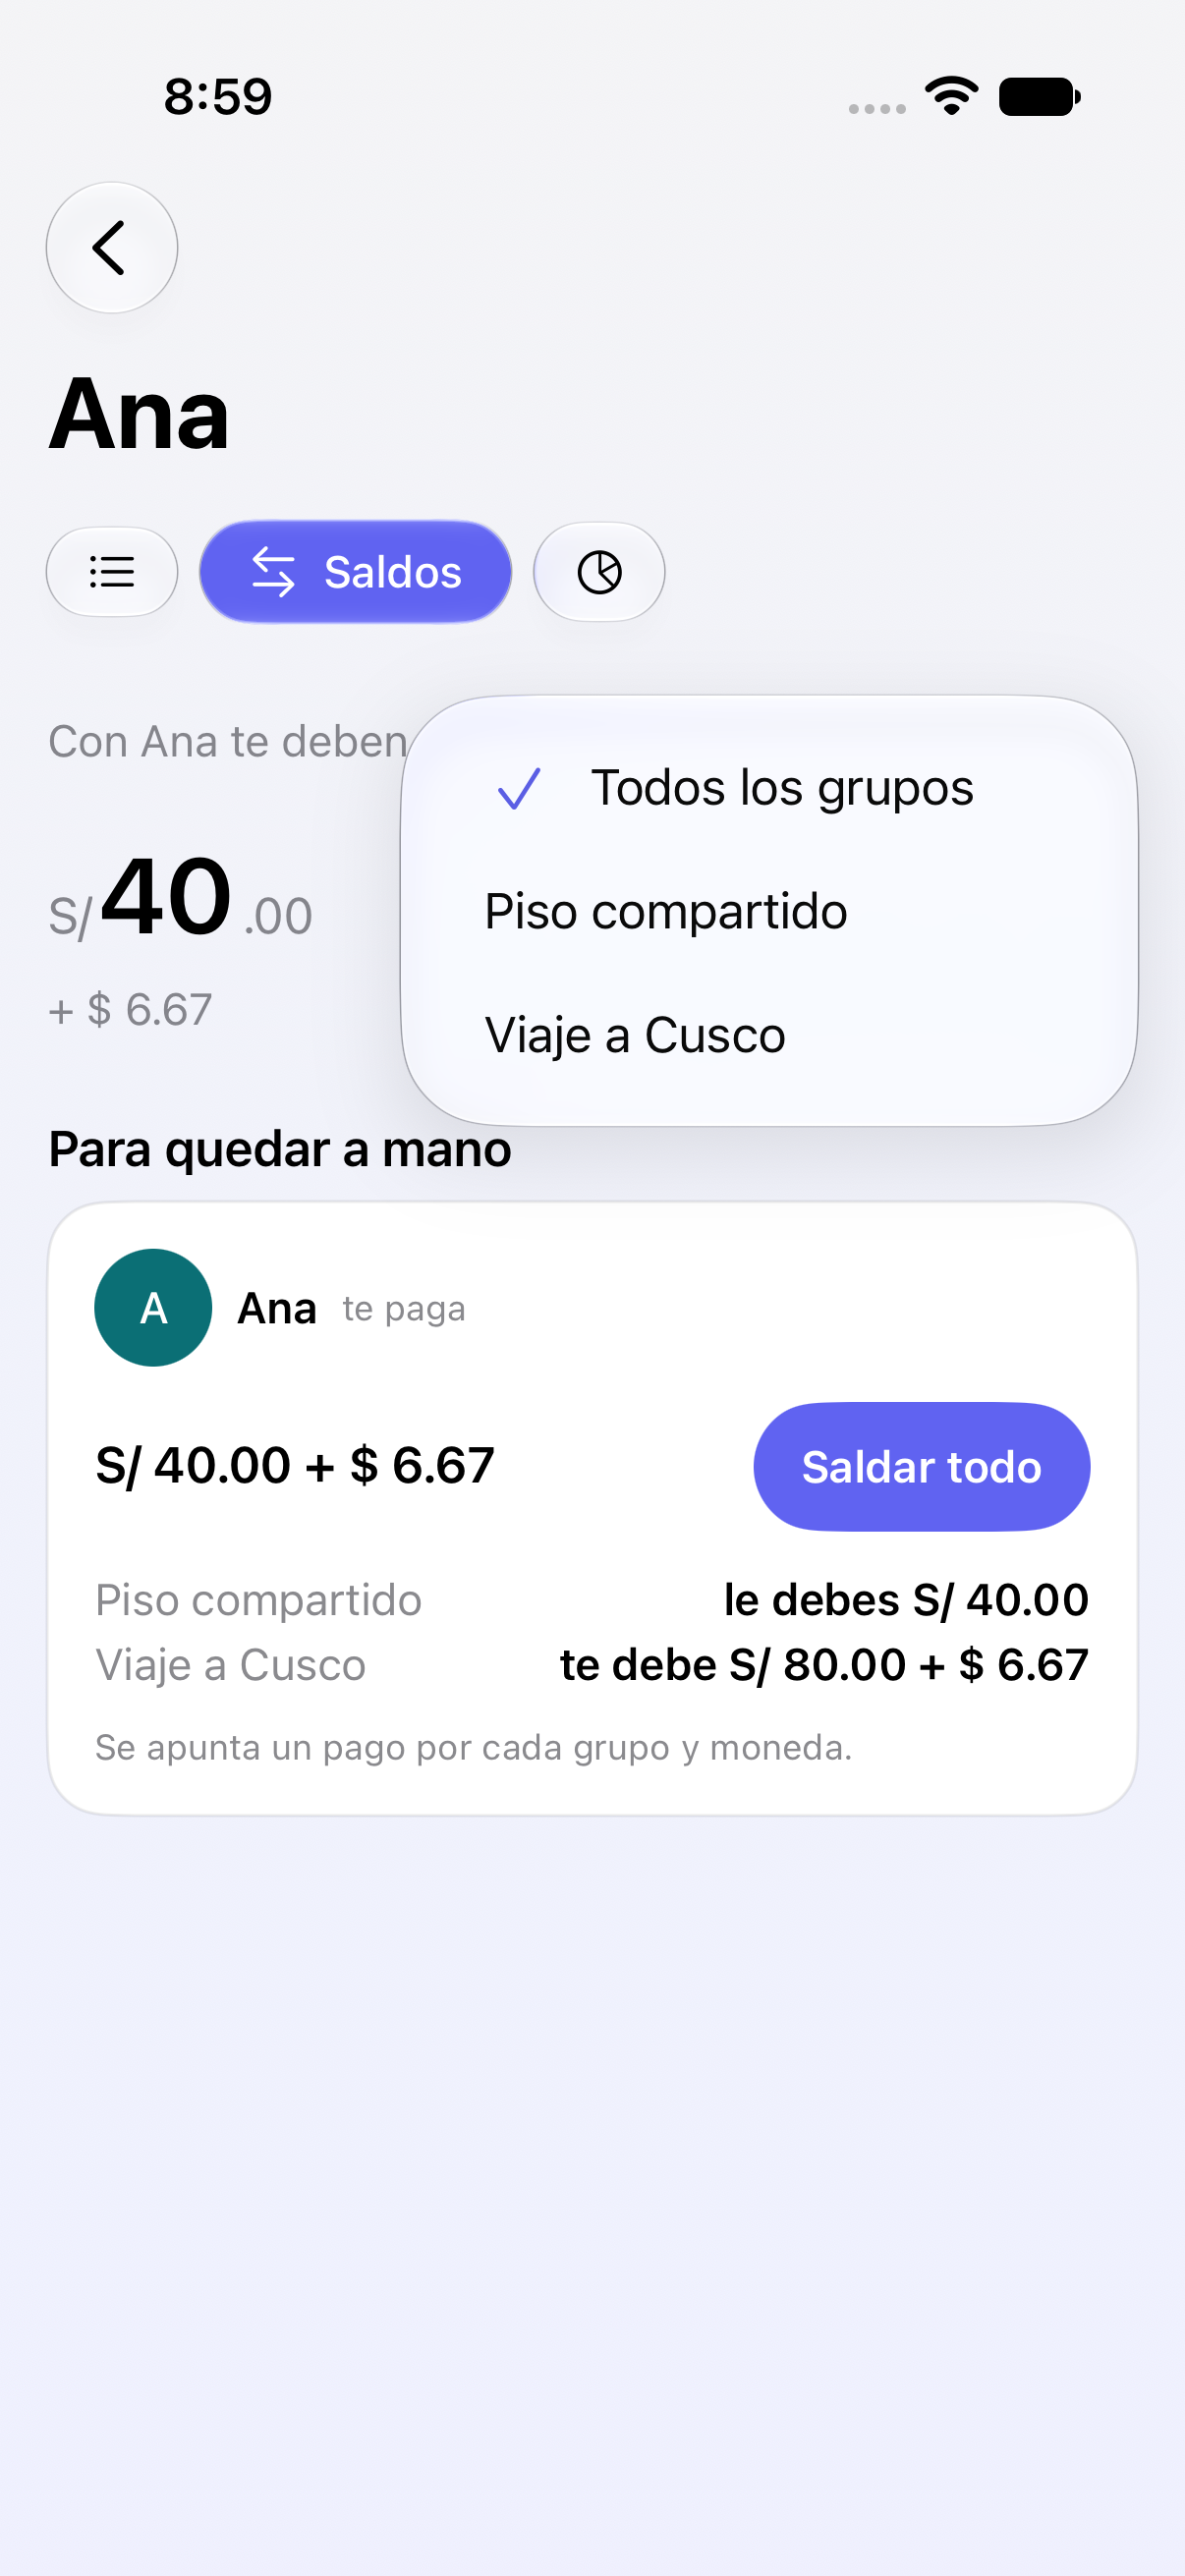 8:59
Ana
Saldos
Con Ana te deben
Todos los grupos
S/40.00
Piso compartido
+ $ 6.67
Viaje a Cusco
Para quedar a mano
A Ana te paga
S/ 40.00 + $ 6.67 Saldar todo
Piso compartido le debes S/ 40.00
Viaje a Cusco te debe S/ 80.00 + $ 6.67
Se apunta un pago por cada grupo y moneda.